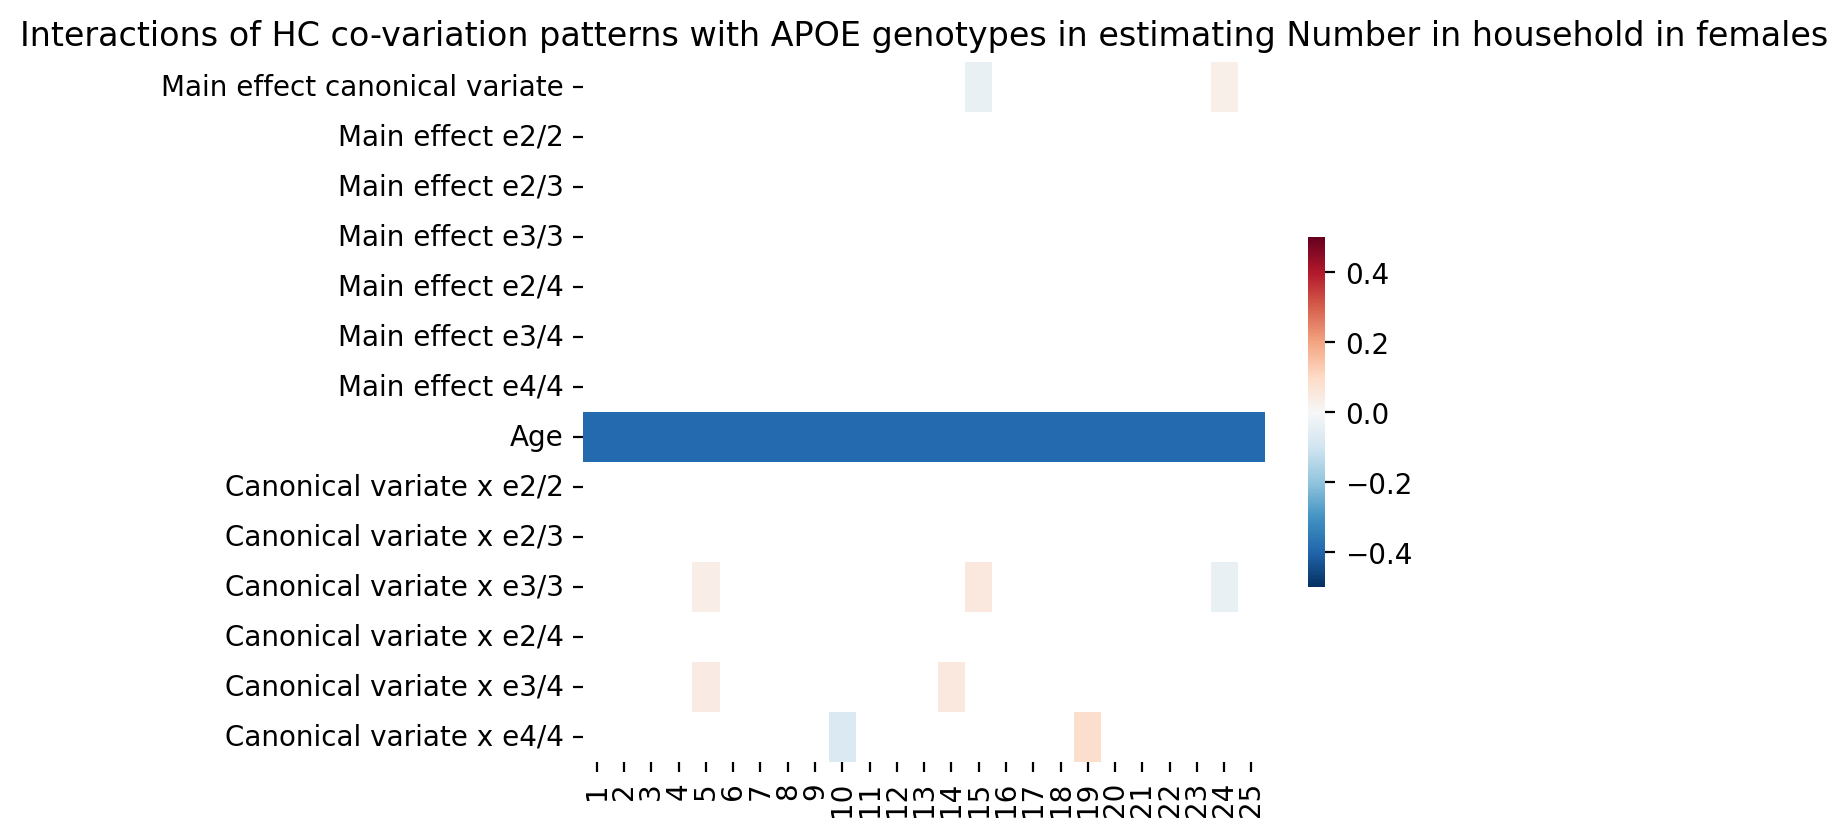 Interactions of HC co-variation patterns with APOE genotypes in estimating Number in household in females
Main effect canonical variate
Main effect e2/2
Main effect e2/3
Main effect e3/3
Main effect e2/4
Main effect e3/4
Main effect e4/4
Age
Canonical variate x e2/2
Canonical variate x e2/3
Canonical variate x e3/3
Canonical variate x e2/4
Canonical variate x e3/4
Canonical variate x e4/4
1 2 3 4 5 6 7 8 9 10 11 12 13 14 15 16 17 18 19 20 21 22 23 24 25
0.4
0.2
0.0
−0.2
−0.4